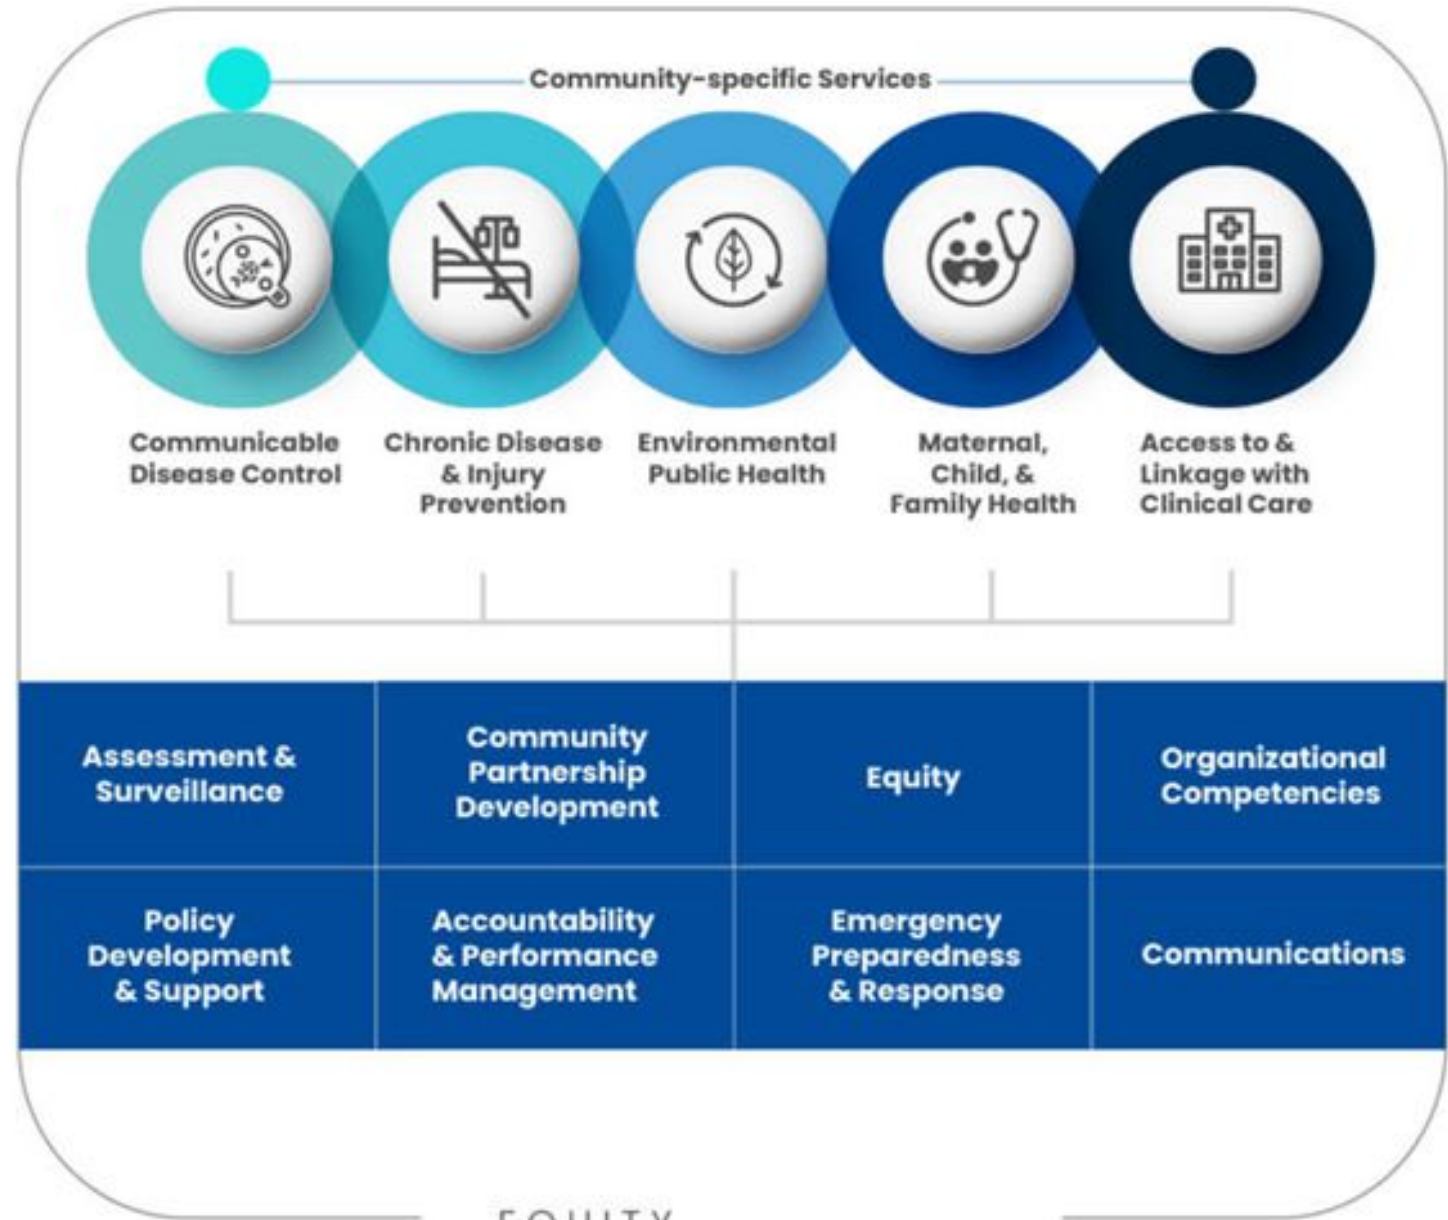 Community-specific Services
Communicable
Disease Control
Chronic Disease
& Injury
Prevention
Environmental
Public Health
Maternal,
Child, &
Family Health
Access to &
Linkage with
Clinical Care
Assessment &
Surveillance
Community
Partnership
Development
Equity
Organizational
Competencies
Policy
Development
& Support
Accountability
& Performance
Management
Emergency
Preparedness
& Response
Communications
EQUITY